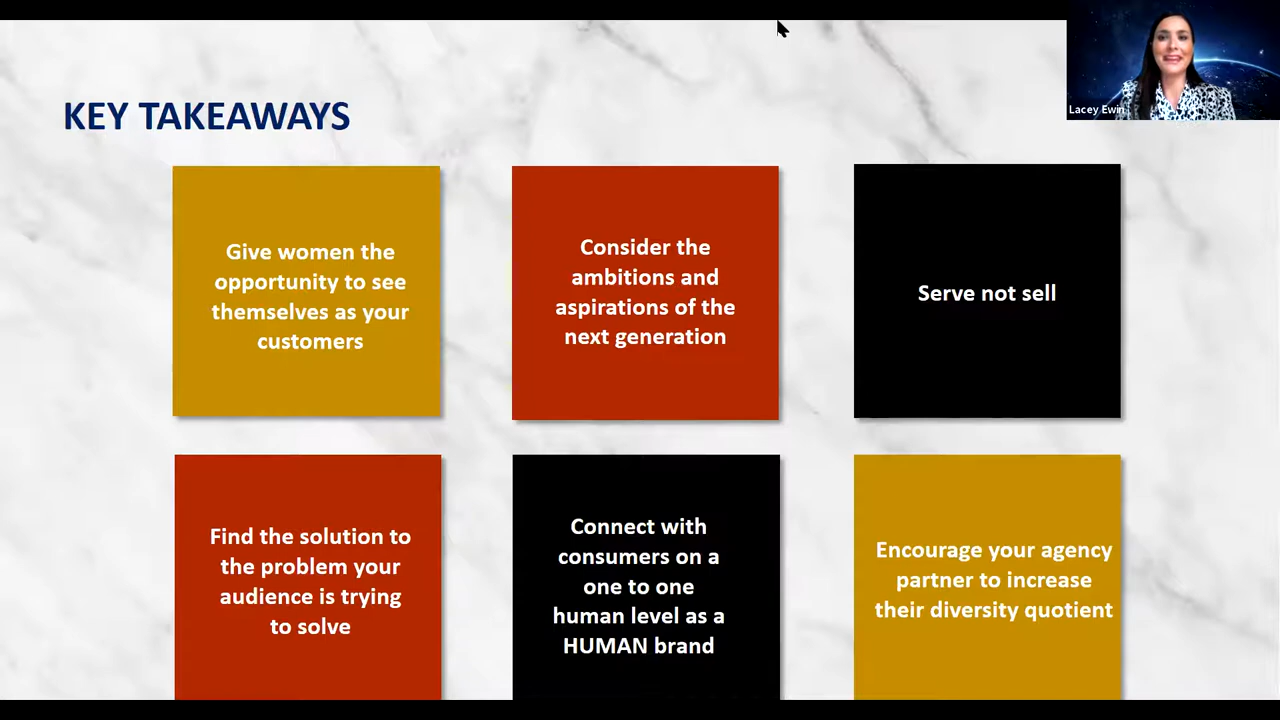 KEY TAKEAWAYS
Lacey Ewin
Give women the
opportunity to see
themselves as your
customers
Consider the
ambitions and
aspirations of the
next generation
Serve not sell
Find the solution to
the problem your
audience is trying
to solve
Connect with
consumers on a
one to one
human level as a
HUMAN brand
Encourage your agency
partner to increase
their diversity quotient